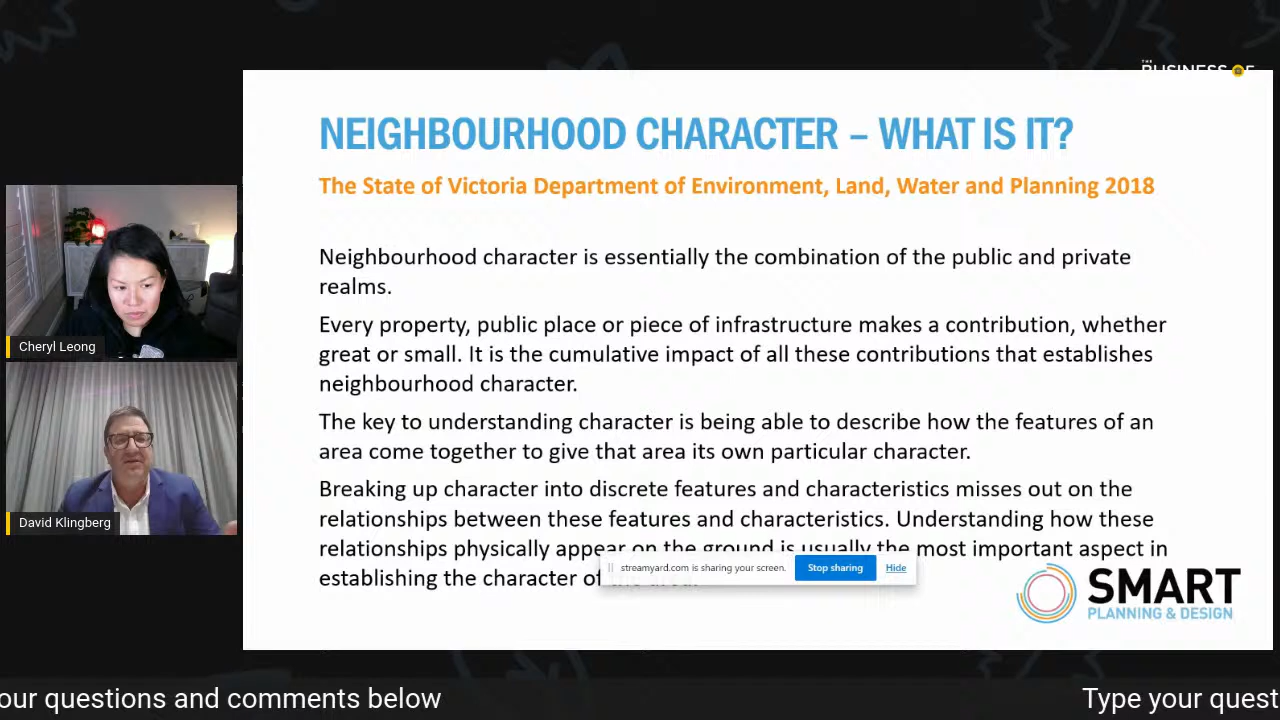 THE
BUSINESS OF
NEIGHBOURHOOD CHARACTER – WHAT IS IT?
The State of Victoria Department of Environment, Land, Water and Planning 2018
Neighbourhood character is essentially the combination of the public and private
realms.
Every property, public place or piece of infrastructure makes a contribution, whether
great or small. It is the cumulative impact of all these contributions that establishes
neighbourhood character.
The key to understanding character is being able to describe how the features of an
area come together to give that area its own particular character.
Breaking up character into discrete features and characteristics misses out on the
relationships between these features and characteristics. Understanding how these
relationships physically appear on the ground is usually the most important aspect in
establishing the character of the area.
streamyard.com is sharing your screen.
Stop sharing
Hide
SMART
PLANNING & DESIGN
Cheryl Leong
David Klingberg
our questions and comments below
Type your quest